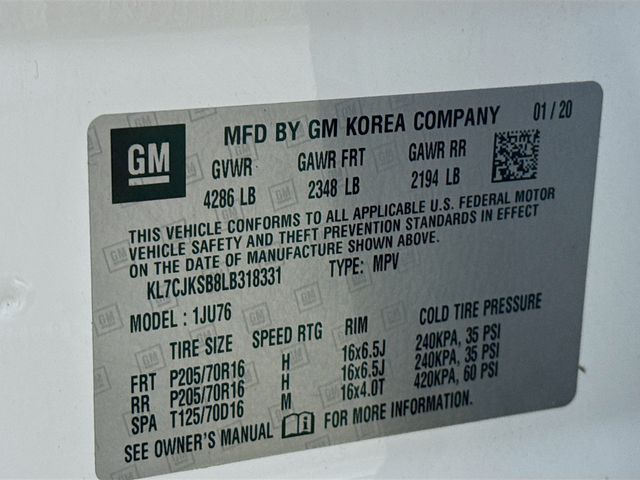 GM
MFD BY GM KOREA COMPANY 01/20
GVWR GAWR FRT GAWR RR
4286 LB 2348 LB 2194 LB
THIS VEHICLE CONFORMS TO ALL APPLICABLE U.S. FEDERAL MOTOR
VEHICLE SAFETY AND THEFT PREVENTION STANDARDS IN EFFECT
ON THE DATE OF MANUFACTURE SHOWN ABOVE.
KL7CJKSB8LB318331 TYPE: MPV
MODEL : 1JU76
TIRE SIZE SPEED RTG RIM COLD TIRE PRESSURE
FRT P205/70R16 H 16x6.5J 240KPA, 35 PSI
RR P205/70R16 H 16x6.5J 240KPA, 35 PSI
SPA T125/70D16 M 16x4.0T 420KPA, 60 PSI
SEE OWNER'S MANUAL FOR MORE INFORMATION.